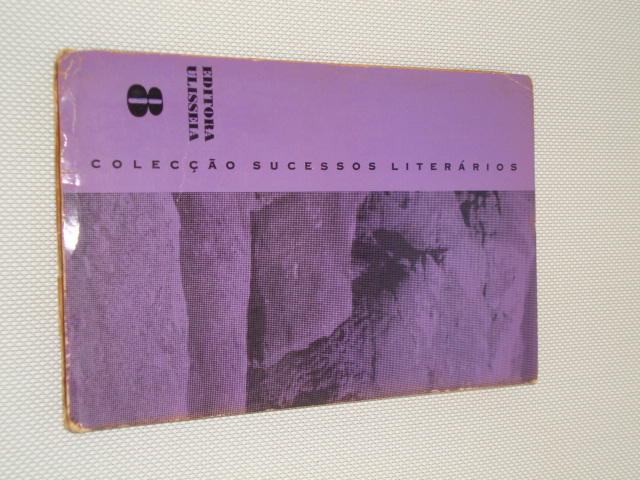 EDITORA
ULISSEIA
8
COLECÇÃO SUCESSOS LITERÁRIOS